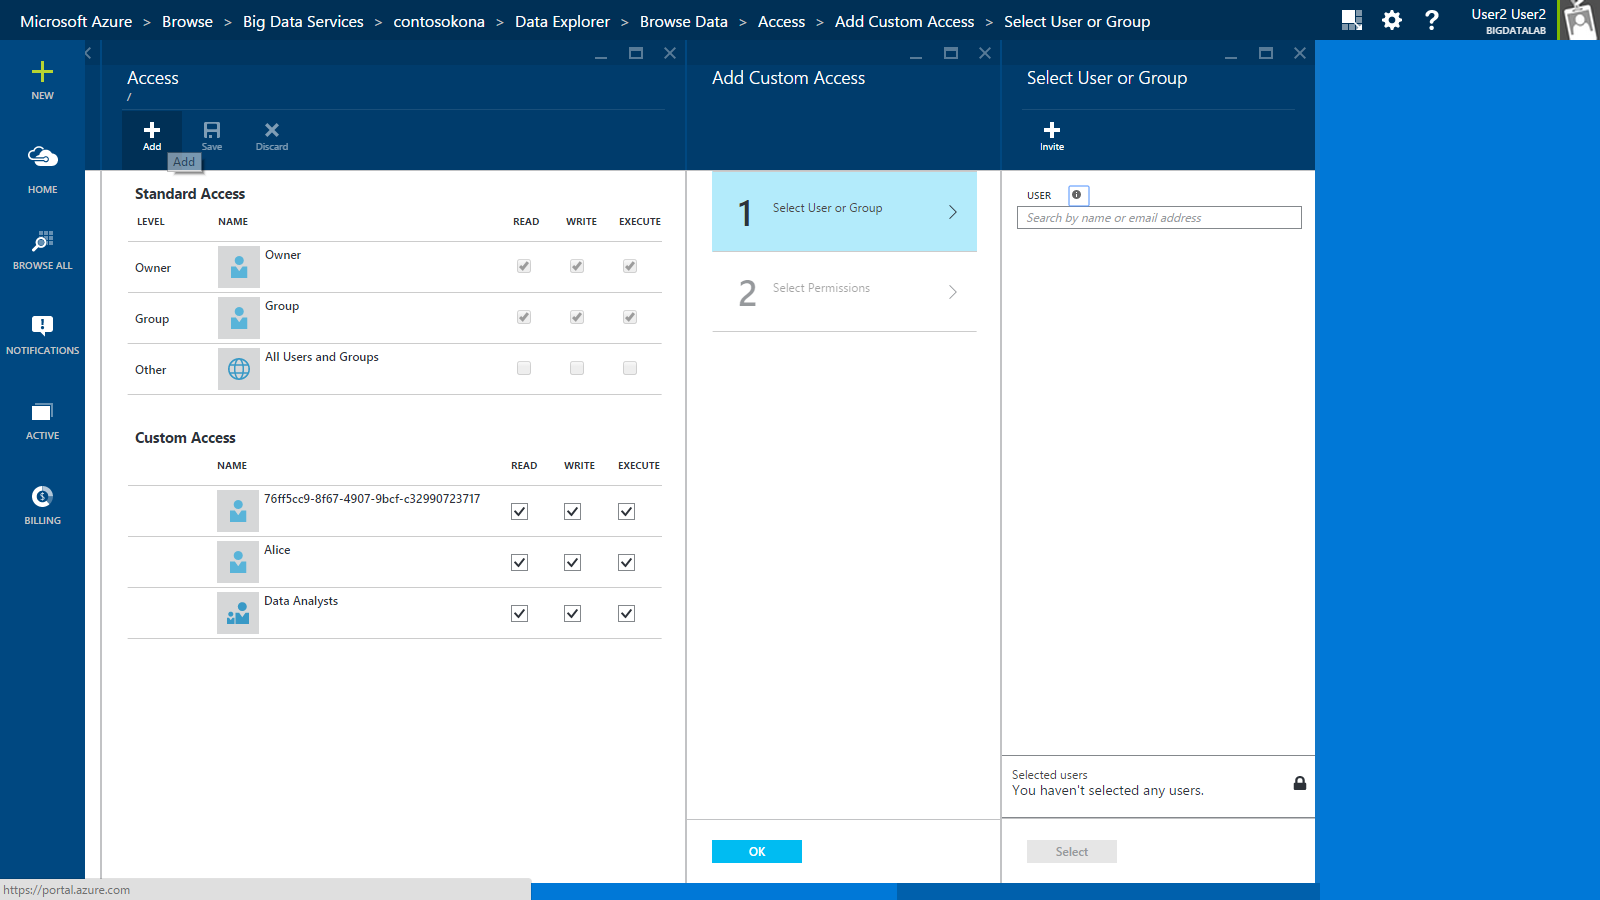 Microsoft Azure > Browse > Big Data Services > contosokona > Data Explorer > Browse Data > Access > Add Custom Access > Select User or Group
User2 User2
BIGDATALAB
NEW
HOME
BROWSE ALL
NOTIFICATIONS
ACTIVE
BILLING
Access
/
Add
Save
Discard
Add
Standard Access
LEVEL NAME READ WRITE EXECUTE
Owner Owner
Group Group
Other All Users and Groups
Custom Access
NAME READ WRITE EXECUTE
76ff5cc9-8f67-4907-9bcf-c32990723717
Alice
Data Analysts
Add Custom Access
1 Select User or Group
2 Select Permissions
OK
Select User or Group
Invite
USER
Search by name or email address
Selected users
You haven't selected any users.
Select
https://portal.azure.com